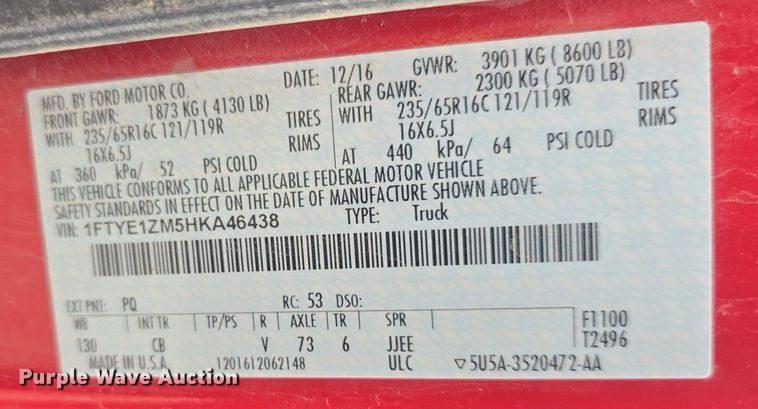 MFD. BY FORD MOTOR CO. DATE: 12/16 GVWR: 3901 KG ( 8600 LB)
FRONT GAWR: 1873 KG ( 4130 LB) REAR GAWR: 2300 KG ( 5070 LB)
WITH 235/65R16C 121/119R TIRES WITH 235/65R16C 121/119R TIRES
16X6.5J RIMS 16X6.5J RIMS
AT 360 kPa/ 52 PSI COLD AT 440 kPa/ 64 PSI COLD
THIS VEHICLE CONFORMS TO ALL APPLICABLE FEDERAL MOTOR VEHICLE
SAFETY STANDARDS IN EFFECT ON THE DATE OF MANUFACTURE SHOWN ABOVE.
VIN: 1FTYE1ZM5HKA46438 TYPE: Truck
EXT PNT: PQ RC: 53 DSO:
WB INT TR TP/PS R AXLE TR SPR F1100
130 CB V 73 6 JJEE T2496
MADE IN U.S.A. 1201612062148 ULC ▽5U5A-3520472-AA
Purple Wave Auction